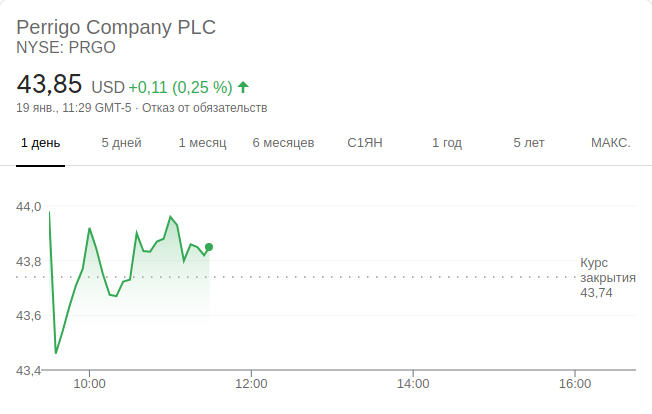 Perrigo Company PLC
NYSE: PRGO
43,85 USD +0,11 (0,25 %)
19 янв., 11:29 GMT-5 · Отказ от обязательств
1 день 5 дней 1 месяц 6 месяцев С1ЯН 1 год 5 лет МАКС.
44,0
43,8
Курс
закрытия
43,74
43,6
43,4
10:00 12:00 14:00 16:00